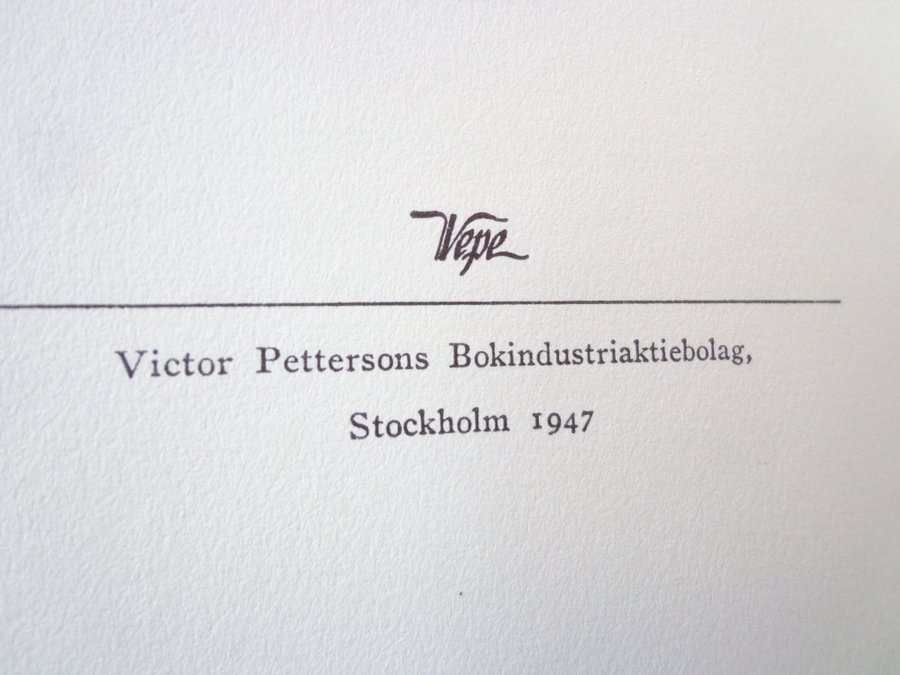 Vepe
Victor Pettersons Bokindustriaktiebolag,
Stockholm 1947